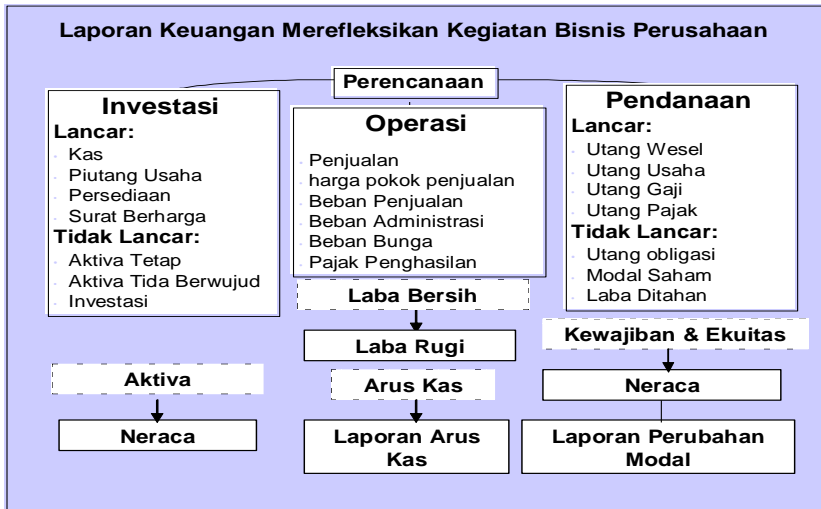 Laporan Keuangan Merefleksikan Kegiatan Bisnis Perusahaan
Perencanaan
Investasi
Lancar:
Kas
Piutang Usaha
Persediaan
Surat Berharga
Tidak Lancar:
Aktiva Tetap
Aktiva Tida Berwujud
Investasi
Aktiva
Neraca
Operasi
Penjualan
harga pokok penjualan
Beban Penjualan
Beban Administrasi
Beban Bunga
Pajak Penghasilan
Laba Bersih
Laba Rugi
Arus Kas
Laporan Arus
Kas
Pendanaan
Lancar:
Utang Wesel
Utang Usaha
Utang Gaji
Utang Pajak
Tidak Lancar:
Utang obligasi
Modal Saham
Laba Ditahan
Kewajiban & Ekuitas
Neraca
Laporan Perubahan
Modal